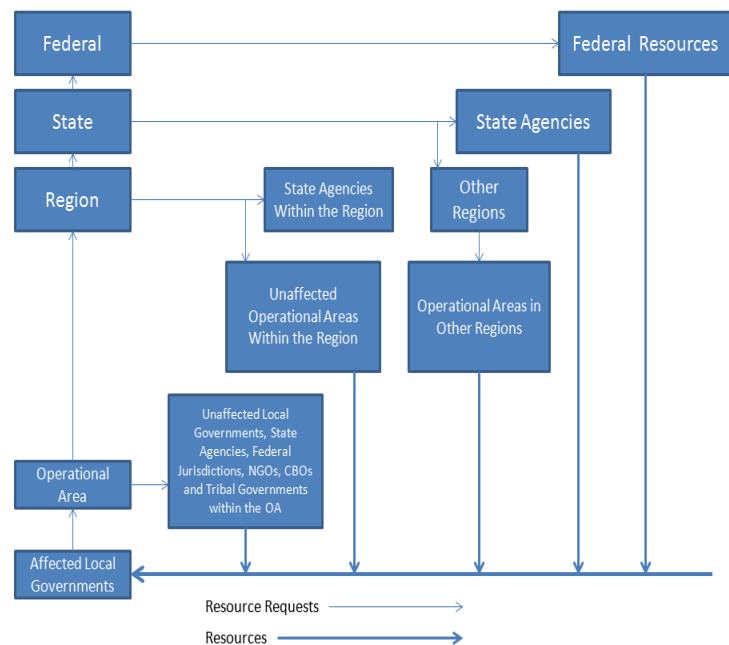 Federal
Federal Resources
State
State Agencies
Region
State Agencies
Within the Region
Other
Regions
Unaffected
Operational Areas
Within the Region
Operational Areas in
Other Regions
Unaffected Local
Governments, State
Agencies, Federal
Jurisdictions, NGOs, CBOs
and Tribal Governments
within the OA
Operational
Area
Affected Local
Governments
Resource Requests
Resources